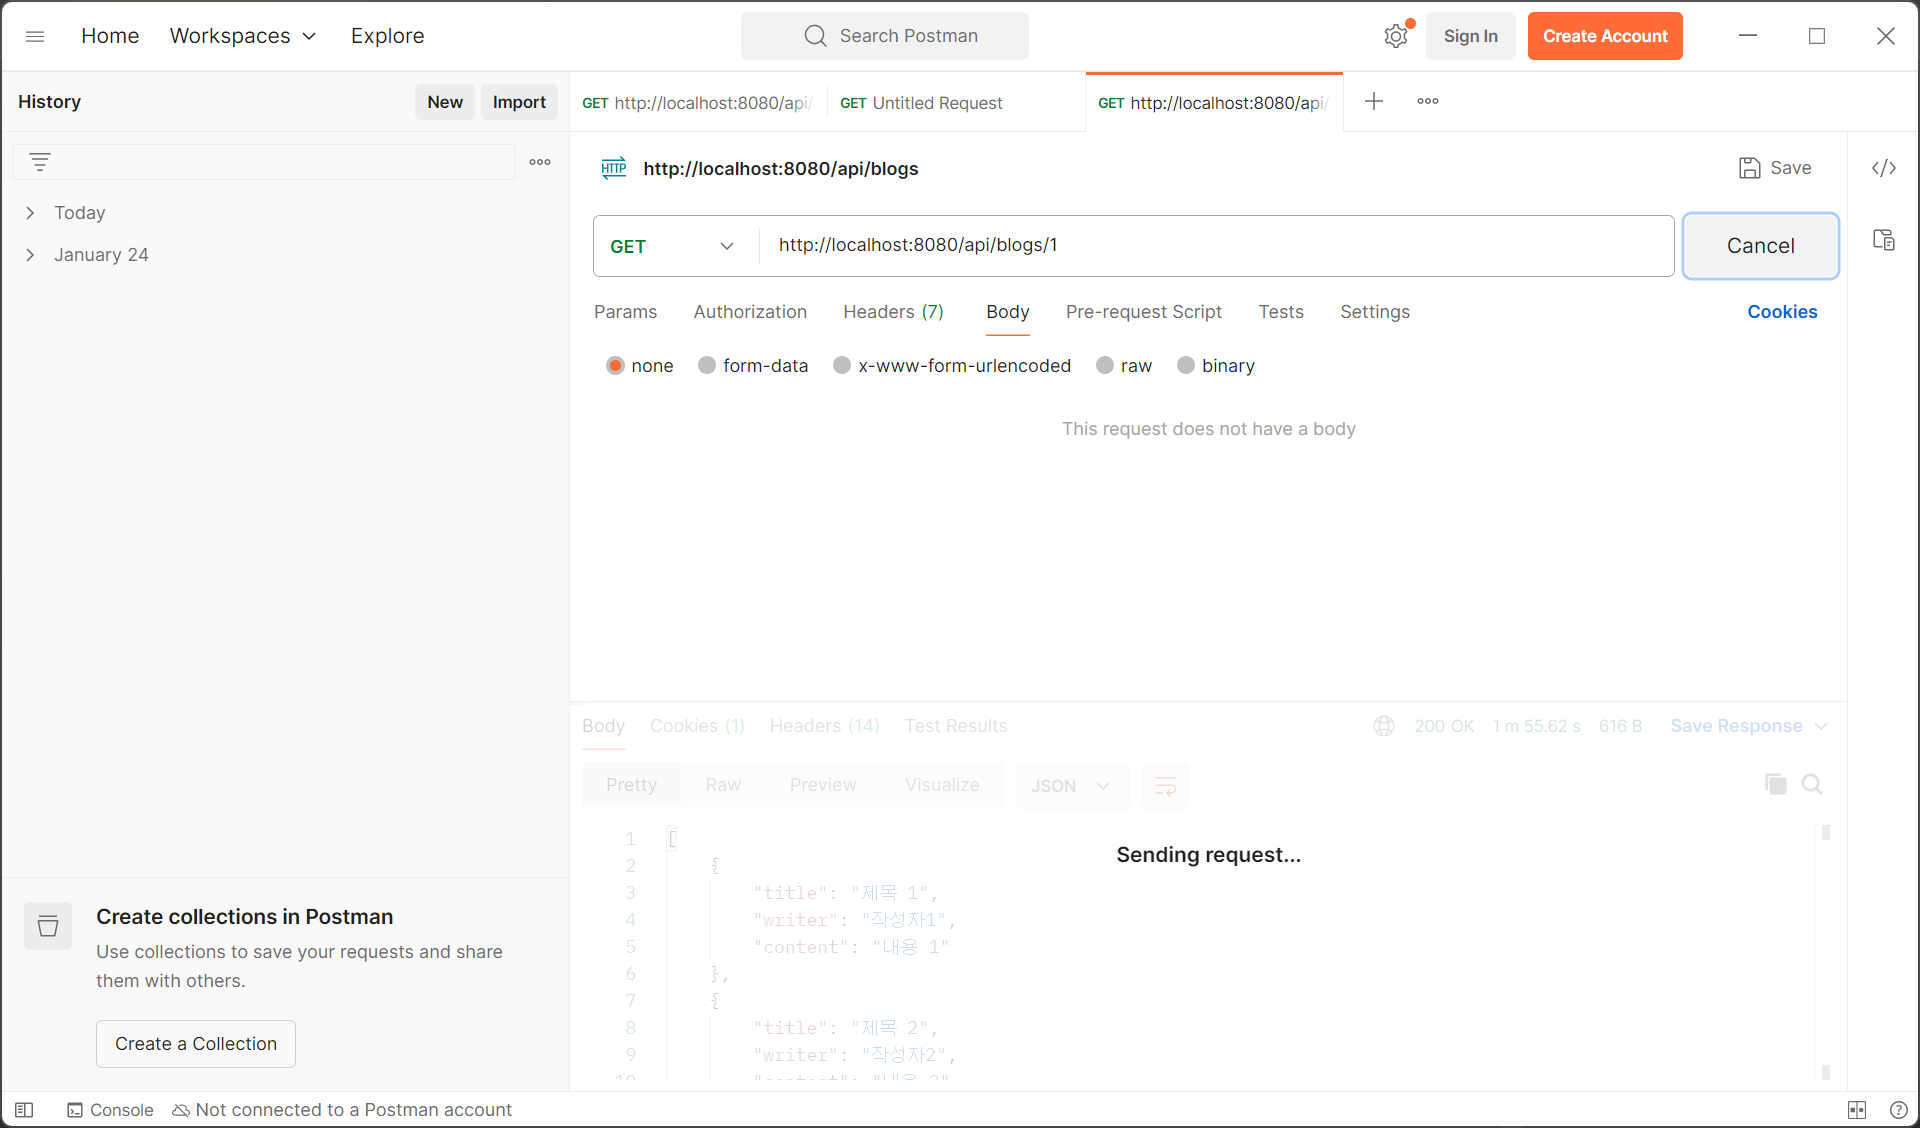 Home Workspaces Explore Search Postman Sign In Create Account
History New Import GET http://localhost:8080/api/ GET Untitled Request GET http://localhost:8080/api/
http://localhost:8080/api/blogs Save
Today
January 24
GET http://localhost:8080/api/blogs/1 Cancel
Params Authorization Headers (7) Body Pre-request Script Tests Settings Cookies
none form-data x-www-form-urlencoded raw binary
This request does not have a body
Body Cookies (1) Headers (14) Test Results 200 OK 1 m 55.62 s 616 B Save Response
Pretty Raw Preview Visualize JSON
Sending request...
1 [
2 {
3 "title": "제목 1",
4 "writer": "작성자1",
5 "content": "내용 1"
6 },
7 {
8 "title": "제목 2",
9 "writer": "작성자2",
10 "content": "내용 2"
Create collections in Postman
Use collections to save your requests and share
them with others.
Create a Collection
Console Not connected to a Postman account